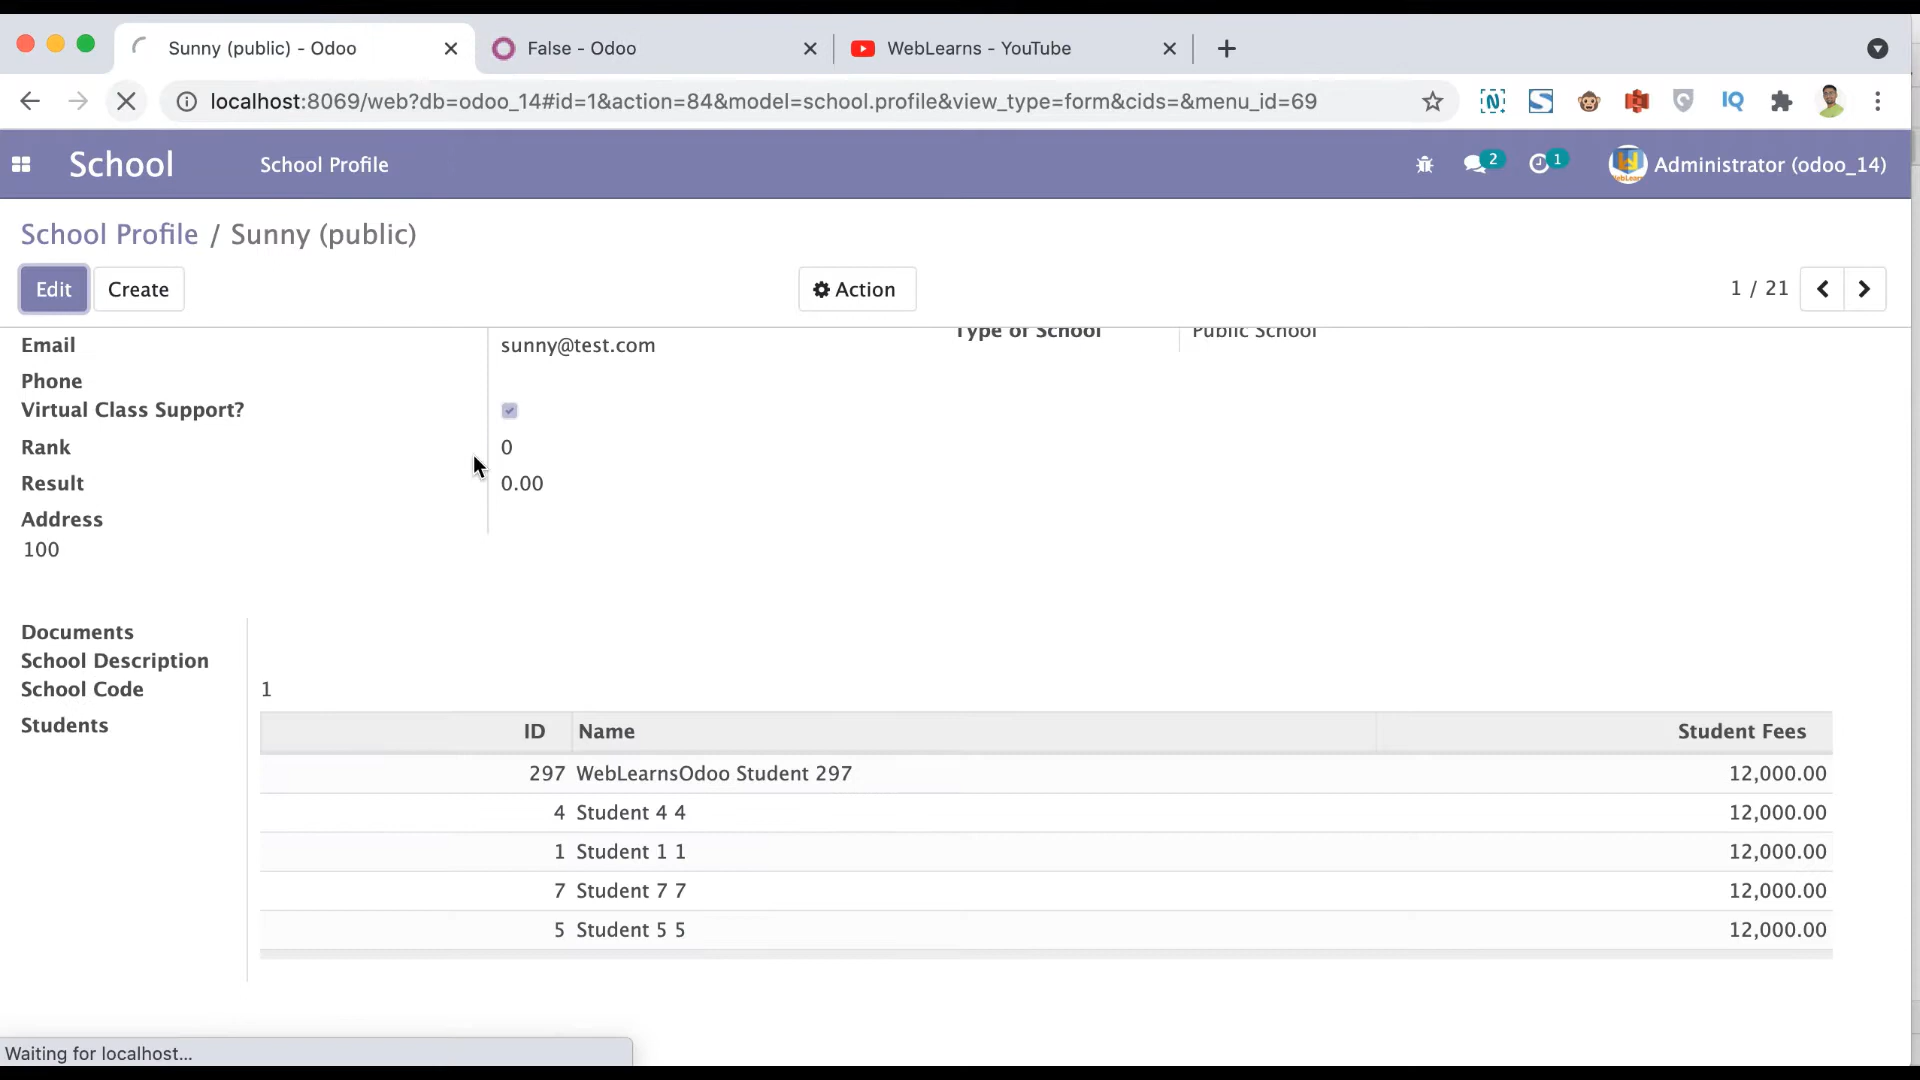 Sunny (public) - Odoo
False - Odoo
WebLearns - YouTube
localhost:8069/web?db=odoo_14#id=1&action=84&model=school.profile&view_type=form&cids=&menu_id=69
School
School Profile
2
1
Administrator (odoo_14)
School Profile / Sunny (public)
Edit
Create
Action
1 / 21
Email sunny@test.com
Type of School Public School
Phone
Virtual Class Support?
Rank 0
Result 0.00
Address
100
Documents
School Description
School Code 1
Students
ID Name Student Fees
297 WebLearnsOdoo Student 297 12,000.00
4 Student 4 4 12,000.00
1 Student 1 1 12,000.00
7 Student 7 7 12,000.00
5 Student 5 5 12,000.00
Waiting for localhost...